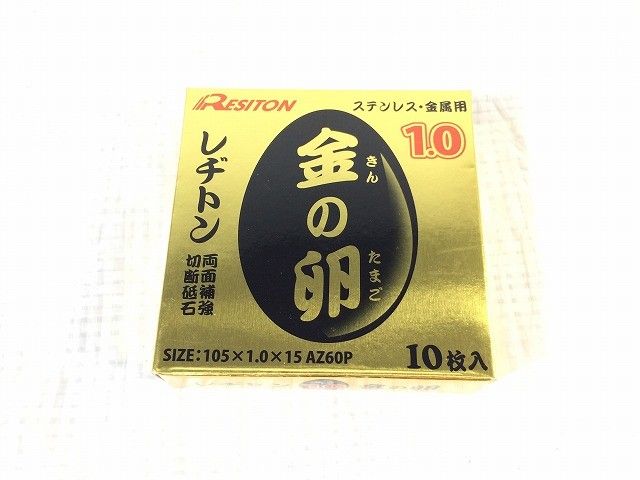 RESITON
ステンレス・金属用
1.0
レヂトン
両面補強
切断砥石
金の卵
きん
たまご
SIZE:105×1.0×15 AZ60P
10枚入